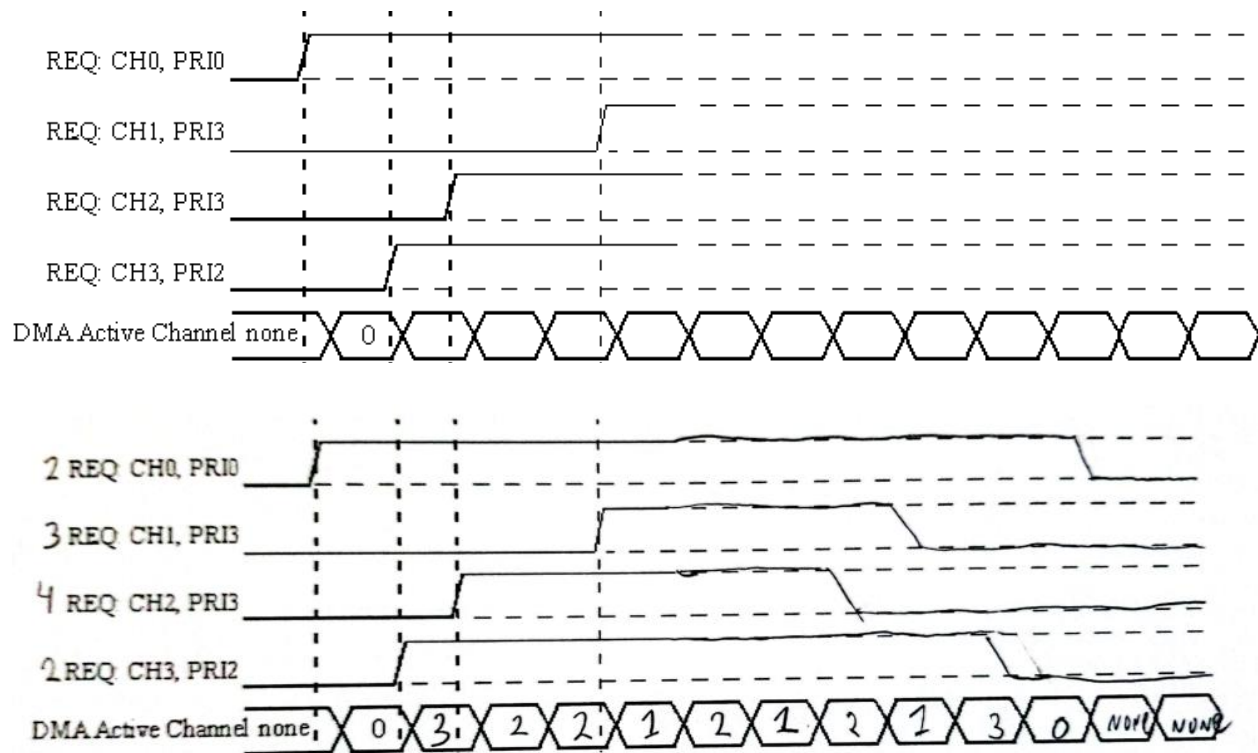 REQ: CH0, PRI0
REQ: CH1, PRI3
REQ: CH2, PRI3
REQ: CH3, PRI2
DMA Active Channel none 0
2 REQ: CH0, PRI0
3 REQ: CH1, PRI3
4 REQ: CH2, PRI3
2 REQ: CH3, PRI2
DMA Active Channel none 0 3 2 2 1 2 1 2 1 3 0 NONE NONE